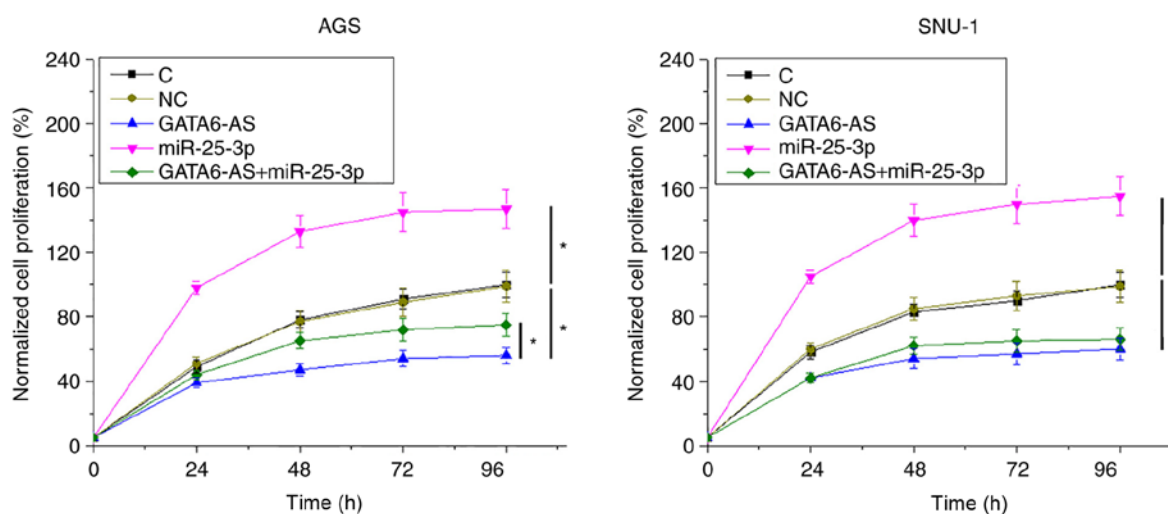 AGS
Normalized cell proliferation (%)
240
200
160
120
80
40
0
C
NC
GATA6-AS
miR-25-3p
GATA6-AS+miR-25-3p
*
*
*
0 24 48 72 96
Time (h)
SNU-1
Normalized cell proliferation (%)
240
200
160
120
80
40
0
C
NC
GATA6-AS
miR-25-3p
GATA6-AS+miR-25-3p
0 24 48 72 96
Time (h)